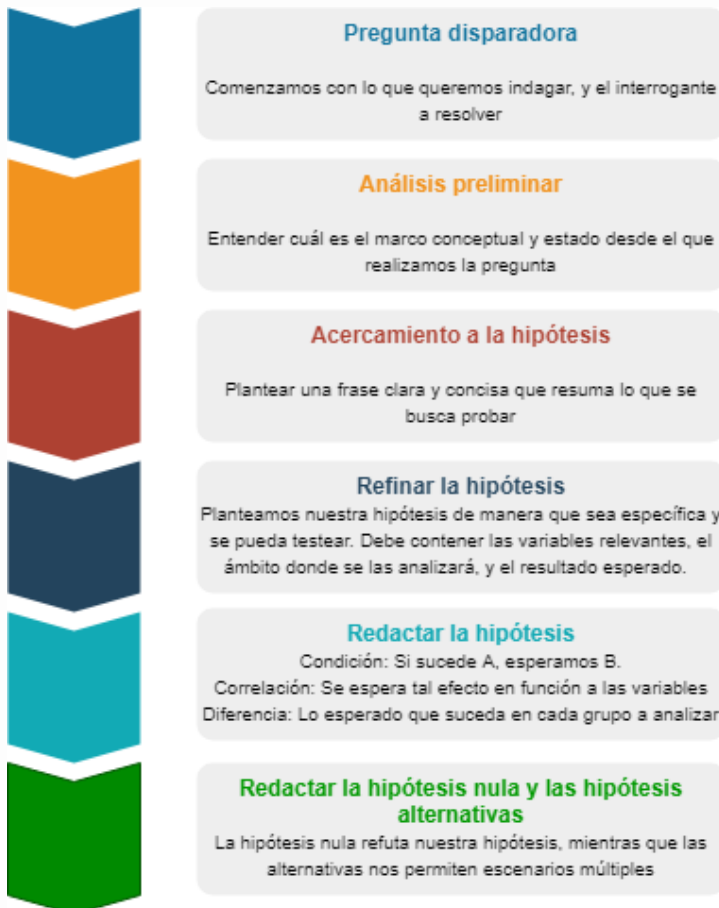 Pregunta disparadora
Comenzamos con lo que queremos indagar, y el interrogante
a resolver
Análisis preliminar
Entender cuál es el marco conceptual y estado desde el que
realizamos la pregunta
Acercamiento a la hipótesis
Plantear una frase clara y concisa que resuma lo que se
busca probar
Refinar la hipótesis
Planteamos nuestra hipótesis de manera que sea específica y
se pueda testear. Debe contener las variables relevantes, el
ámbito donde se las analizará, y el resultado esperado.
Redactar la hipótesis
Condición: Si sucede A, esperamos B.
Correlación: Se espera tal efecto en función a las variables
Diferencia: Lo esperado que suceda en cada grupo a analizar
Redactar la hipótesis nula y las hipótesis
alternativas
La hipótesis nula refuta nuestra hipótesis, mientras que las
alternativas nos permiten escenarios múltiples